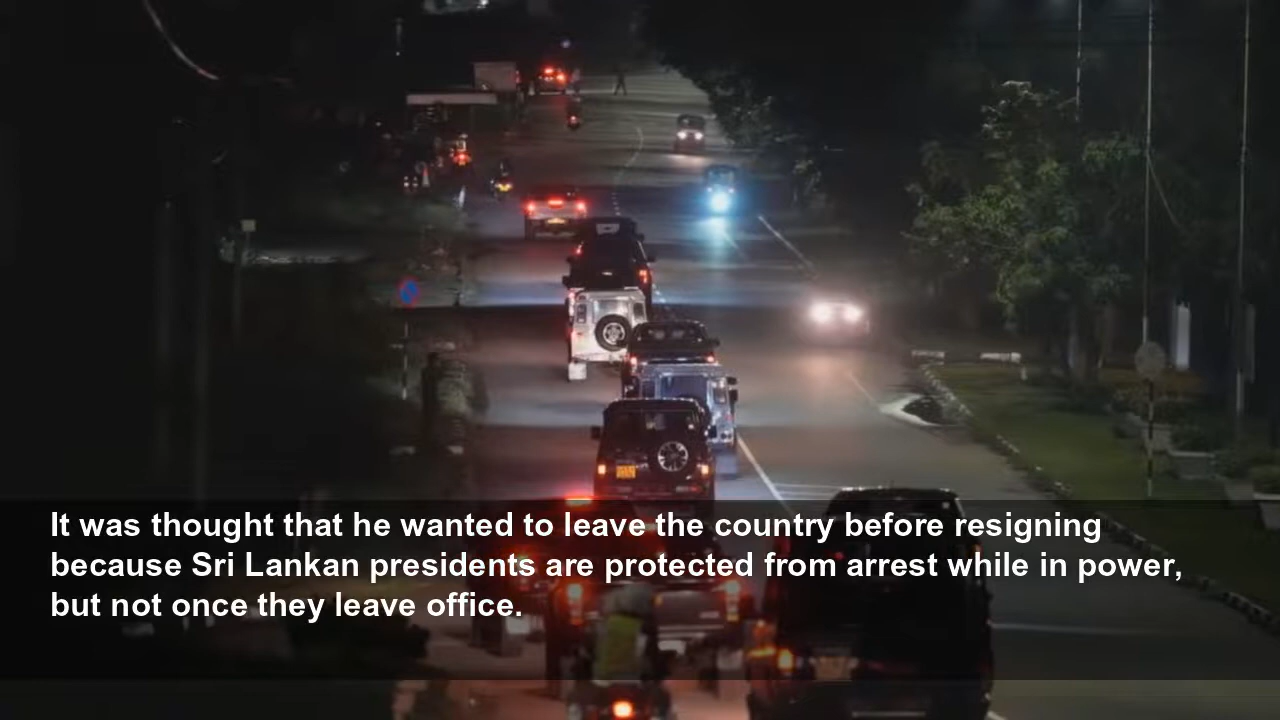 It was thought that he wanted to leave the country before resigning
because Sri Lankan presidents are protected from arrest while in power,
but not once they leave office.